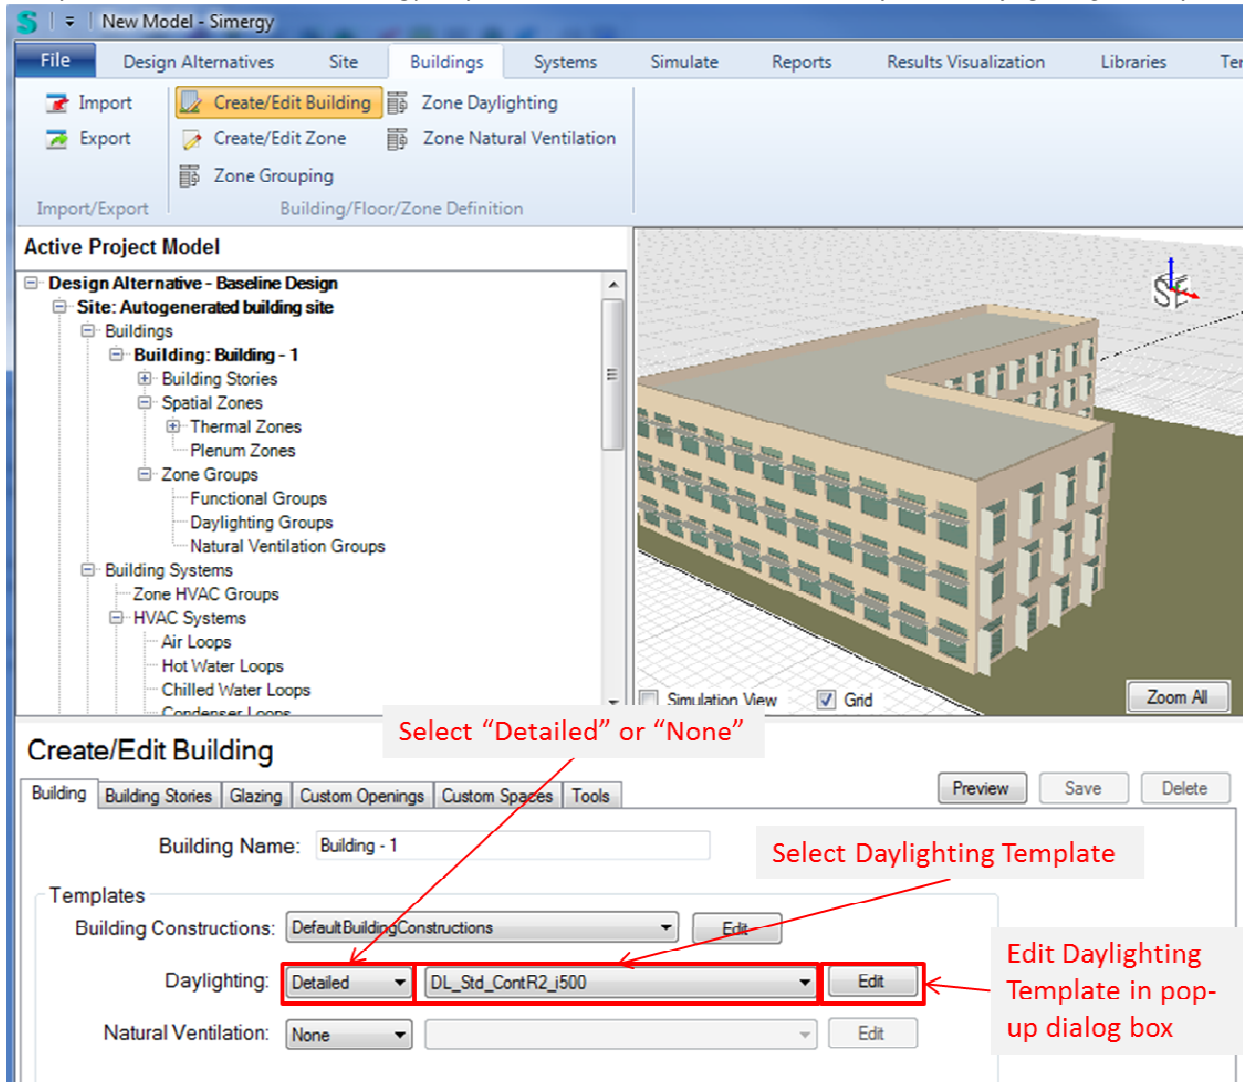 New Model - Simergy
File Design Alternatives Site Buildings Systems Simulate Reports Results Visualization Libraries
Import Create/Edit Building Zone Daylighting
Export Create/Edit Zone Zone Natural Ventilation
Zone Grouping
Import/Export Building/Floor/Zone Definition
Active Project Model
Design Alternative - Baseline Design
Site: Autogenerated building site
Buildings
Building: Building - 1
Building Stories
Spatial Zones
Thermal Zones
Plenum Zones
Zone Groups
Functional Groups
Daylighting Groups
Natural Ventilation Groups
Building Systems
Zone HVAC Groups
HVAC Systems
Air Loops
Hot Water Loops
Chilled Water Loops
Condenser Loops
Simulation View Grid Zoom All
Select “Detailed” or “None”
Create/Edit Building
Building Building Stories Glazing Custom Openings Custom Spaces Tools
Preview Save Delete
Building Name: Building - 1
Select Daylighting Template
Templates
Building Constructions: DefaultBuildingConstructions Edit
Daylighting: Detailed DL_Std_ContR2_i500 Edit
Edit Daylighting
Template in pop-
up dialog box
Natural Ventilation: None Edit